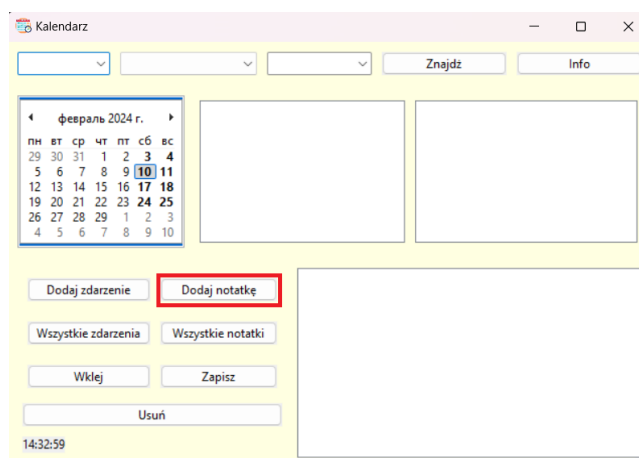 Kalendarz
Znajdż Info
февраль 2024 г.
пн вт ср чт пт сб вс
29 30 31 1 2 3 4
5 6 7 8 9 10 11
12 13 14 15 16 17 18
19 20 21 22 23 24 25
26 27 28 29 1 2 3
4 5 6 7 8 9 10
Dodaj zdarzenie Dodaj notatkę
Wszystkie zdarzenia Wszystkie notatki
Wklej Zapisz
Usuń
14:32:59